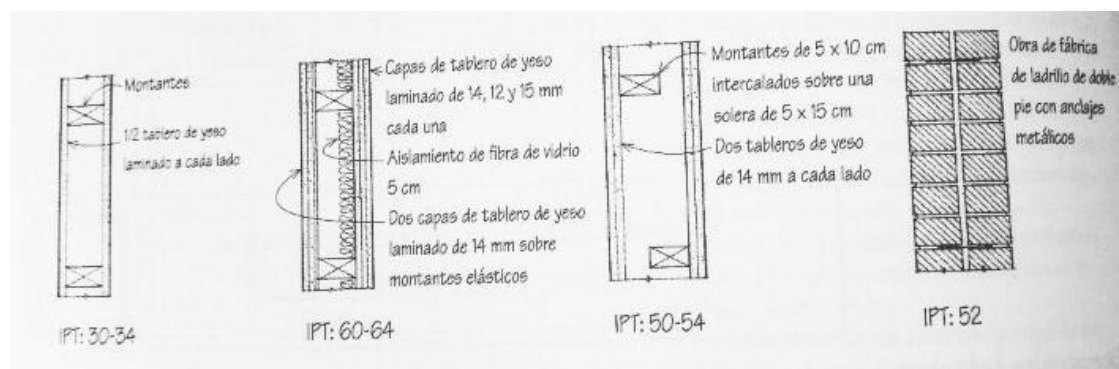 Montantes
1/2 tablero de yeso
laminado a cada lado
IPT: 30-34
Capas de tablero de yeso
laminado de 14, 12 y 15 mm
cada una
Aislamiento de fibra de vidrio
5 cm
Dos capas de tablero de yeso
laminado de 14 mm sobre
montantes elásticos
IPT: 60-64
Montantes de 5 x 10 cm
intercalados sobre una
solera de 5 x 15 cm
Dos tableros de yeso
de 14 mm a cada lado
IPT: 50-54
Obra de fábrica
de ladrillo de doble
pie con anclajes
metálicos
IPT: 52